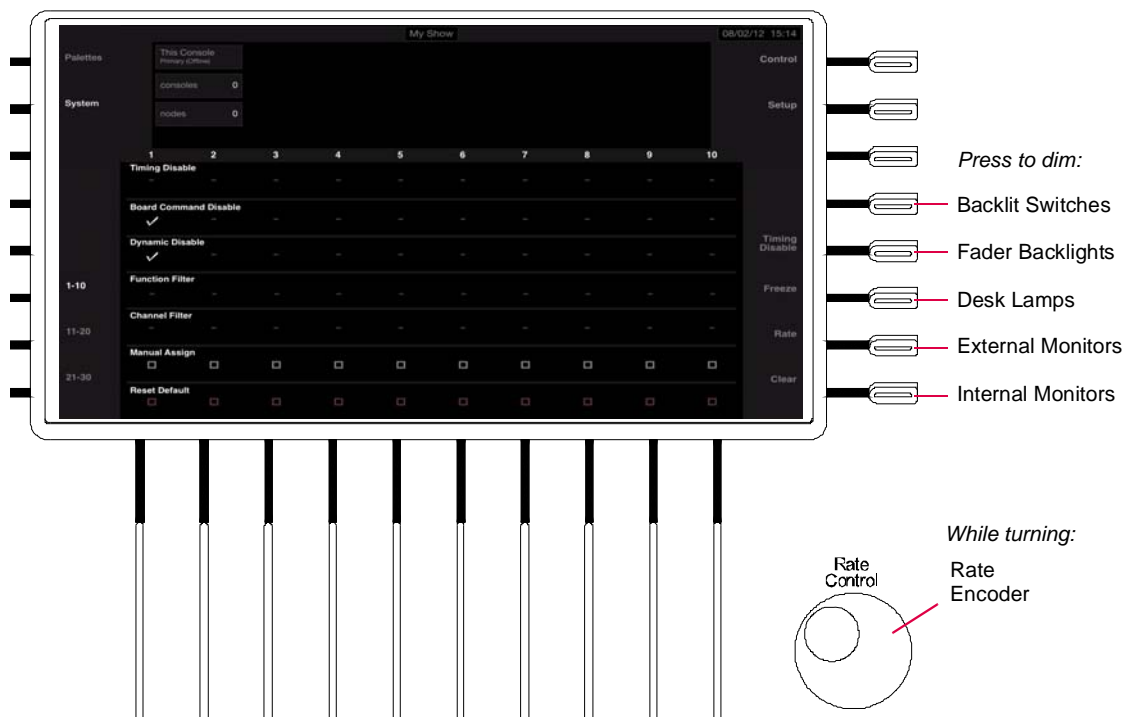 My Show
08/02/12 15:14
Palettes
This Console
Primary (Offline)
Control
consoles 0
System
Setup
nodes 0
1 2 3 4 5 6 7 8 9 10
Timing Disable
– – – – – – – – – –
Board Command Disable
✓ – – – – – – – – –
Dynamic Disable
✓ – – – – – – – – –
Timing
Disable
1-10
Function Filter
– – – – – – – – – –
Freeze
Channel Filter
– – – – – – – – – –
11-20
Rate
Manual Assign
21-30
Clear
Reset Default
Press to dim:
Backlit Switches
Fader Backlights
Desk Lamps
External Monitors
Internal Monitors
While turning:
Rate
Control
Rate
Encoder